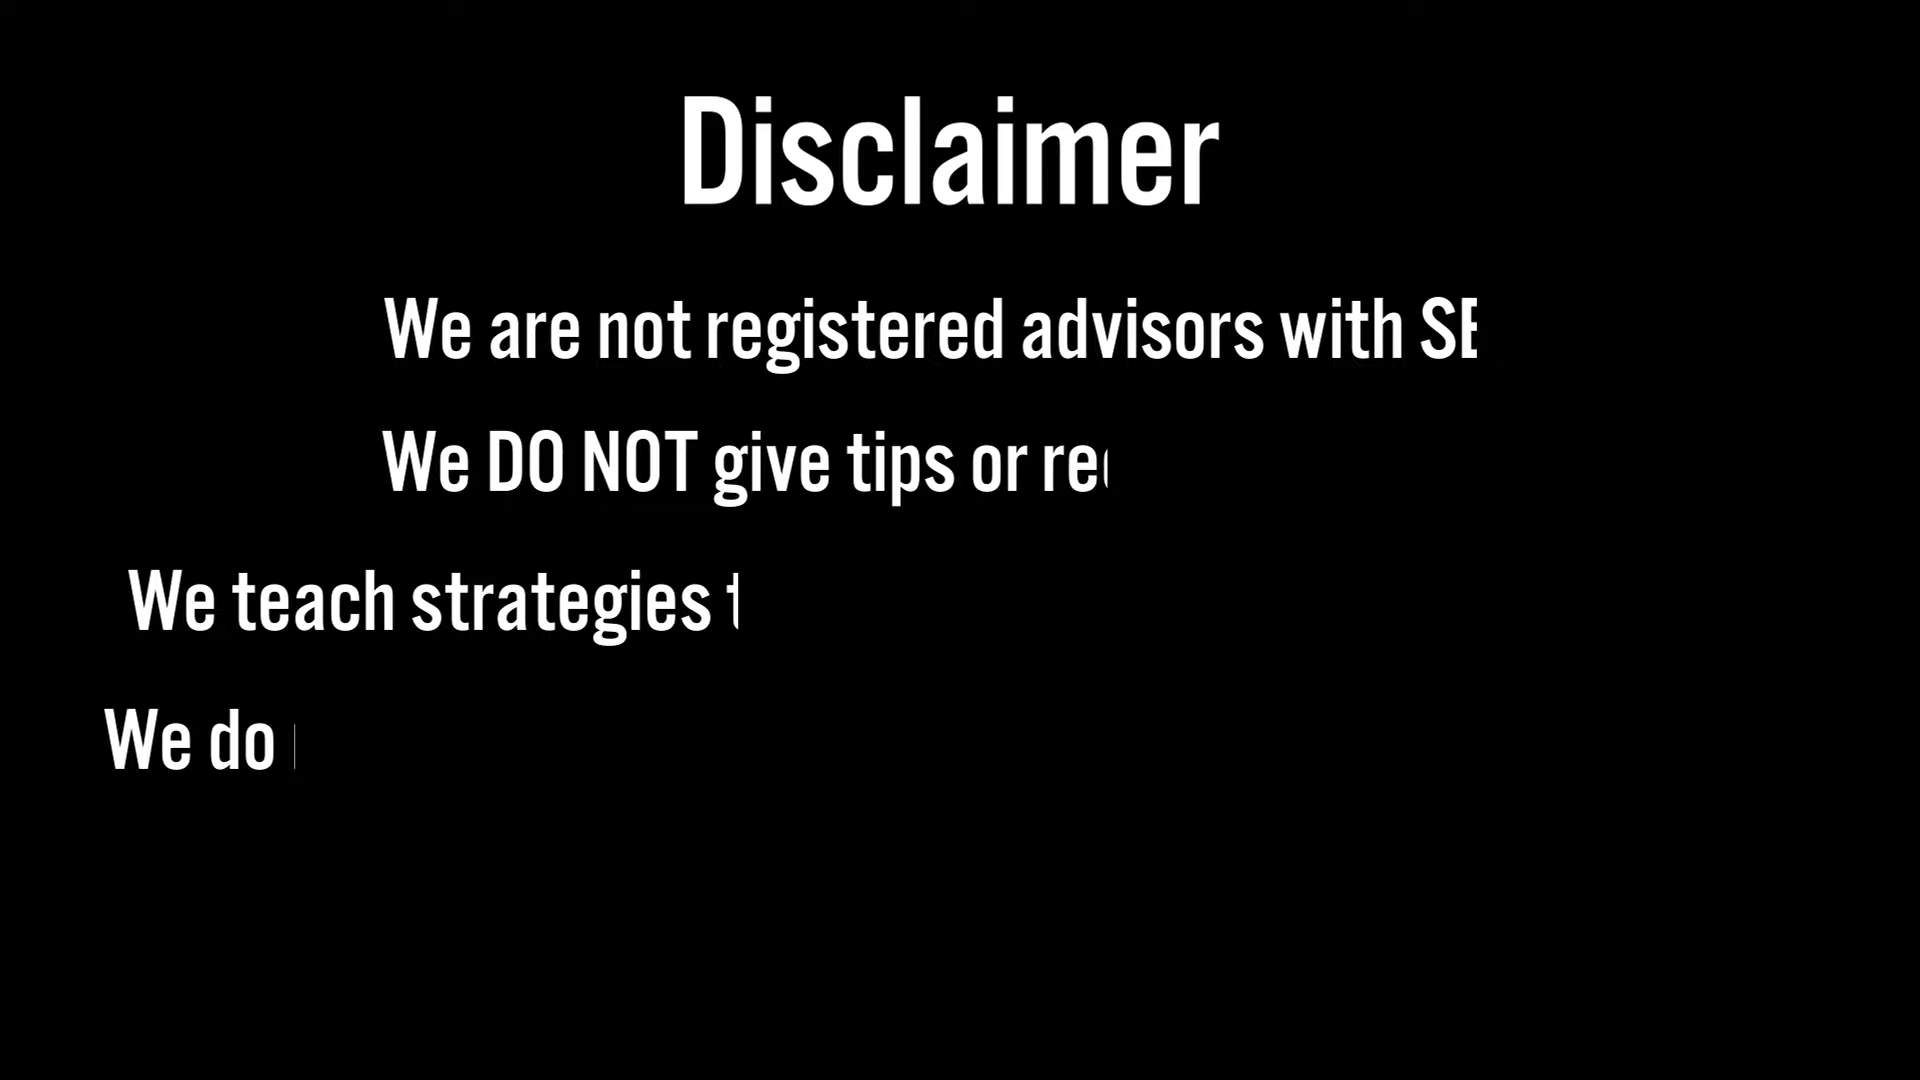 Disclaimer
We are not registered advisors with
We DO NOT give tips or
We teach strategies
We do